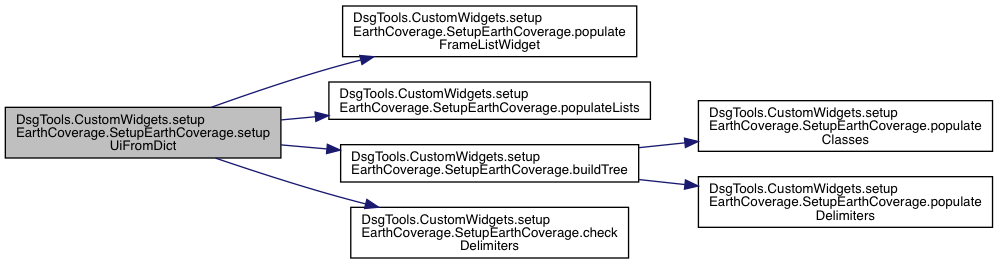 DsgTools.CustomWidgets.setup
EarthCoverage.SetupEarthCoverage.setup
UiFromDict
DsgTools.CustomWidgets.setup
EarthCoverage.SetupEarthCoverage.populate
FrameListWidget
DsgTools.CustomWidgets.setup
EarthCoverage.SetupEarthCoverage.populateLists
DsgTools.CustomWidgets.setup
EarthCoverage.SetupEarthCoverage.buildTree
DsgTools.CustomWidgets.setup
EarthCoverage.SetupEarthCoverage.check
Delimiters
DsgTools.CustomWidgets.setup
EarthCoverage.SetupEarthCoverage.populate
Classes
DsgTools.CustomWidgets.setup
EarthCoverage.SetupEarthCoverage.populate
Delimiters